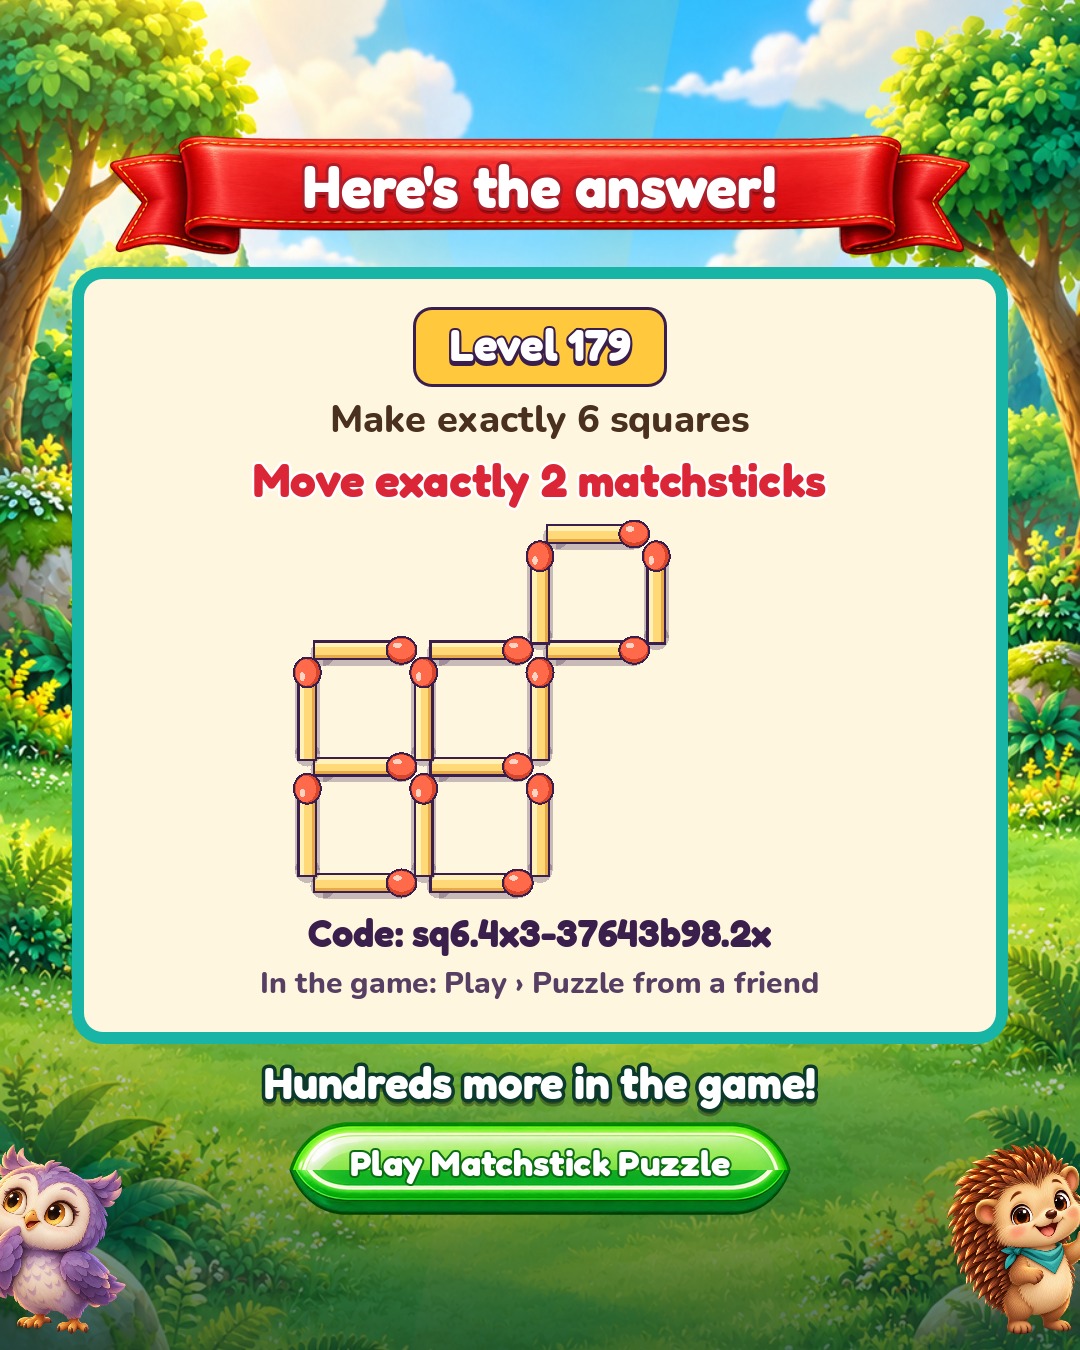 Here's the answer!
Level 179
Make exactly 6 squares
Move exactly 2 matchsticks
Code: sq6.4x3-37643b98.2x
In the game: Play › Puzzle from a friend
Hundreds more in the game!
Play Matchstick Puzzle